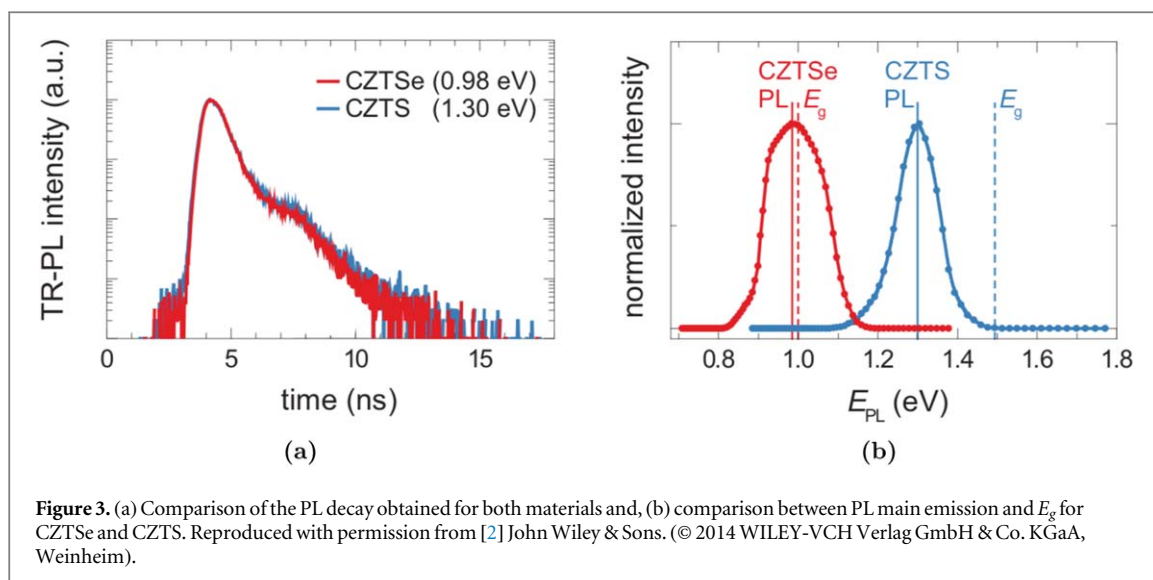 TR-PL intensity (a.u.)
CZTSe (0.98 eV)
CZTS (1.30 eV)
0 5 10 15
time (ns)
(a)
normalized intensity
CZTSe CZTS
PL Eg PL Eg
0.8 1.0 1.2 1.4 1.6 1.8
EPL (eV)
(b)
Figure 3. (a) Comparison of the PL decay obtained for both materials and, (b) comparison between PL main emission and Eg for
CZTSe and CZTS. Reproduced with permission from [2] John Wiley & Sons. (© 2014 WILEY-VCH Verlag GmbH & Co. KGaA,
Weinheim).